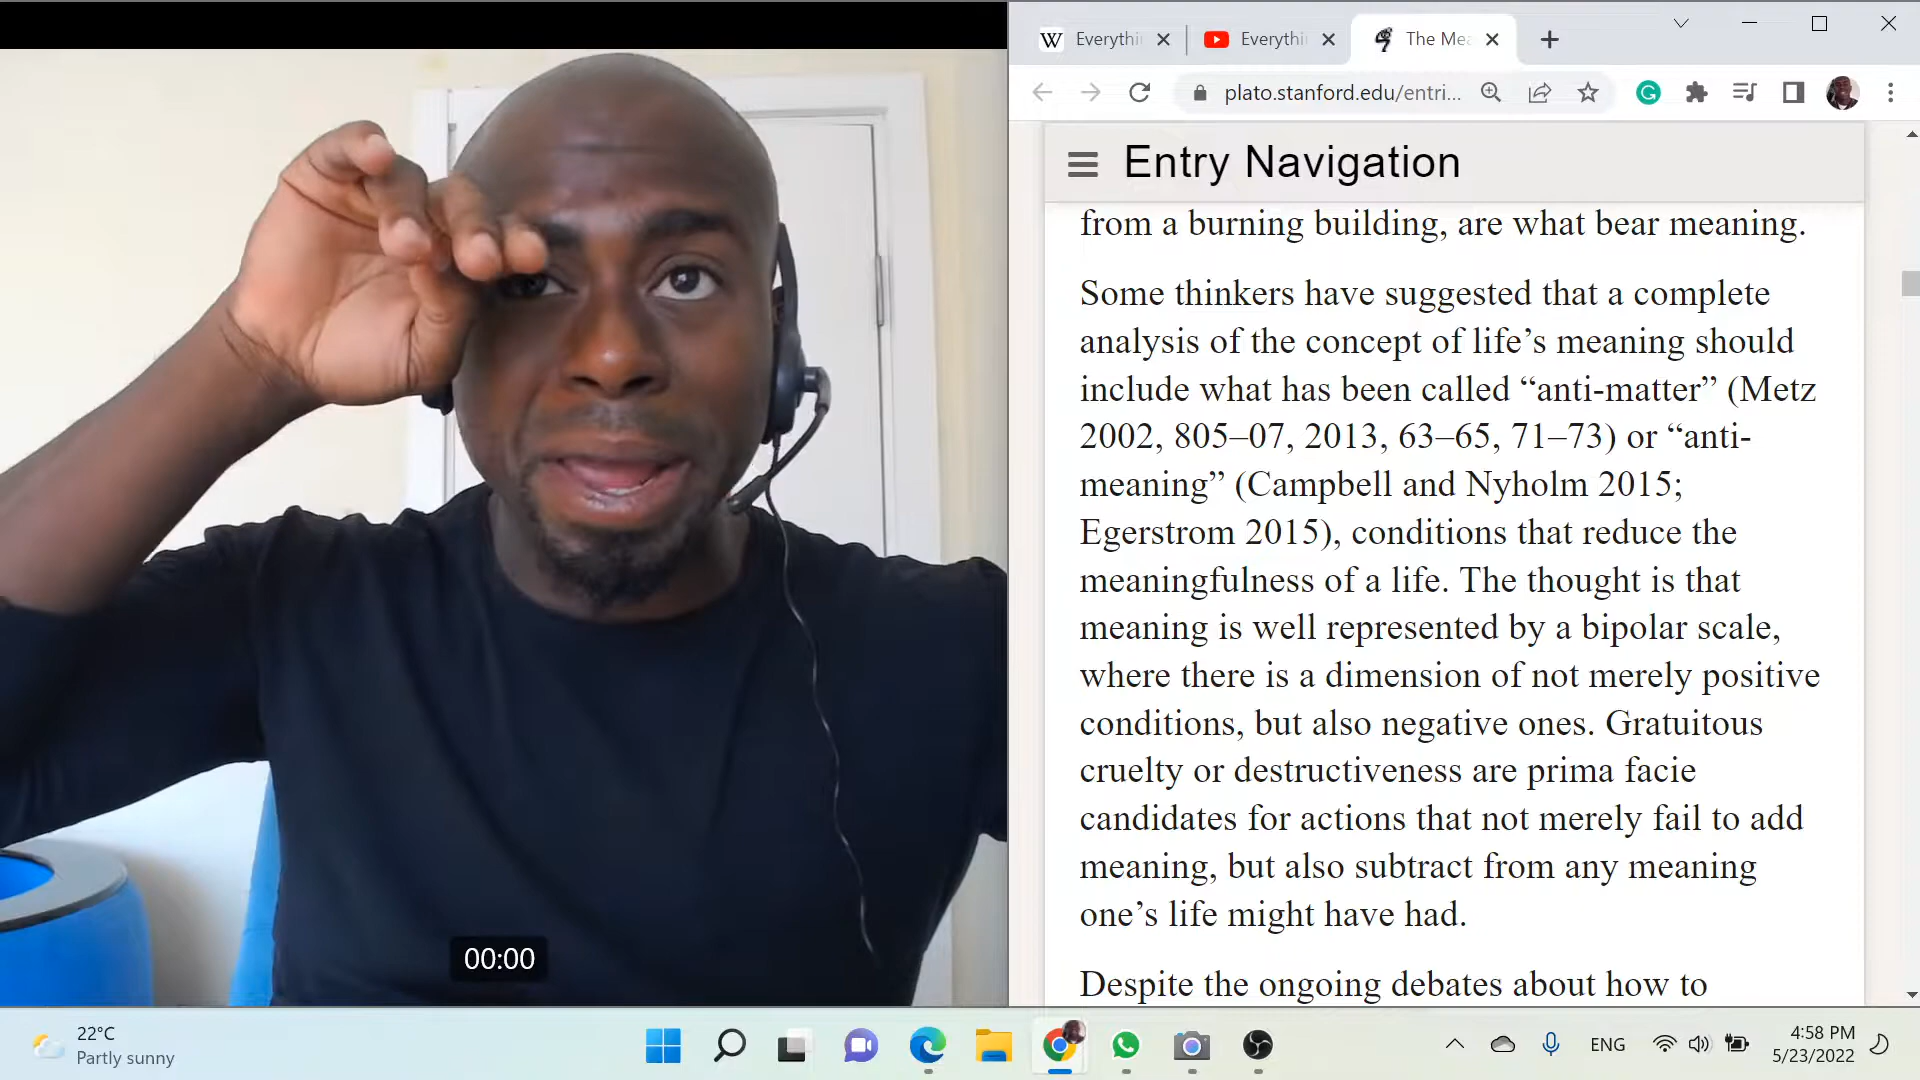 Everythi
Everythi
The Mea
plato.stanford.edu/entri...
Entry Navigation
from a burning building, are what bear meaning.
Some thinkers have suggested that a complete
analysis of the concept of life’s meaning should
include what has been called “anti-matter” (Metz
2002, 805–07, 2013, 63–65, 71–73) or “anti-
meaning” (Campbell and Nyholm 2015;
Egerstrom 2015), conditions that reduce the
meaningfulness of a life. The thought is that
meaning is well represented by a bipolar scale,
where there is a dimension of not merely positive
conditions, but also negative ones. Gratuitous
cruelty or destructiveness are prima facie
candidates for actions that not merely fail to add
meaning, but also subtract from any meaning
one’s life might have had.
Despite the ongoing debates about how to
00:00
22°C
Partly sunny
ENG
4:58 PM
5/23/2022